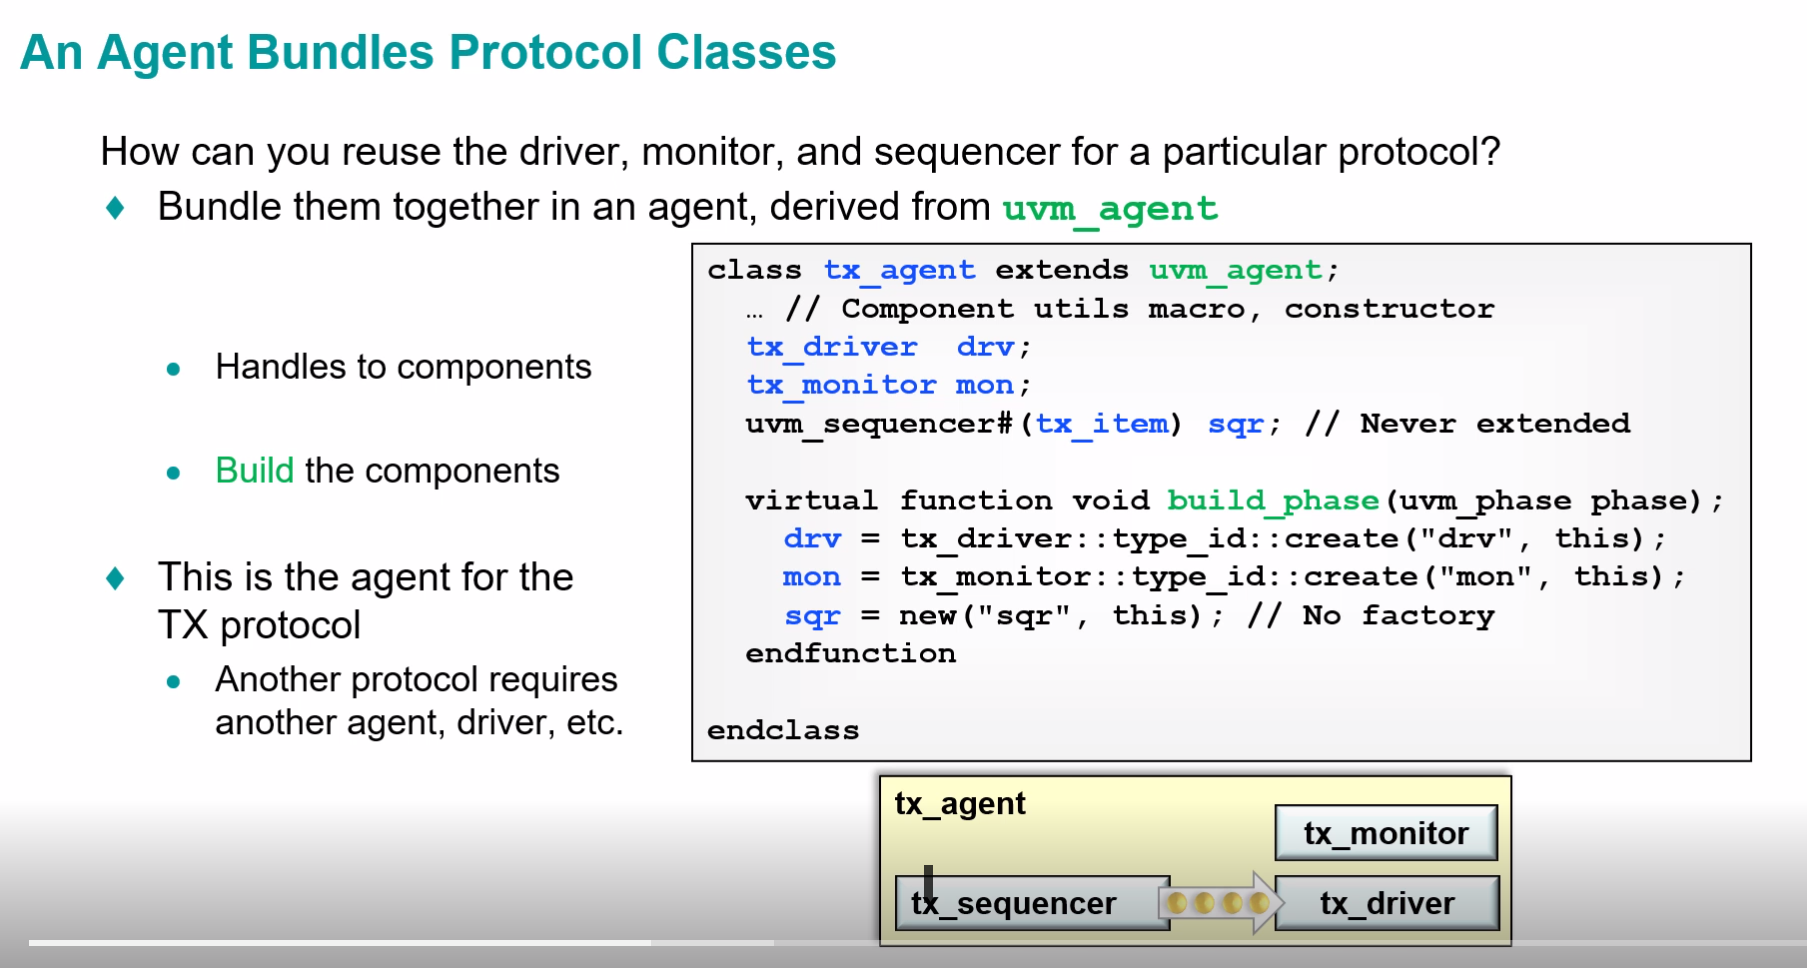 An Agent Bundles Protocol Classes
How can you reuse the driver, monitor, and sequencer for a particular protocol?
♦ Bundle them together in an agent, derived from uvm_agent
• Handles to components
• Build the components
♦ This is the agent for the
TX protocol
• Another protocol requires
another agent, driver, etc.
class tx_agent extends uvm_agent;
  … // Component utils macro, constructor
  tx_driver  drv;
  tx_monitor mon;
  uvm_sequencer#(tx_item) sqr; // Never extended
  virtual function void build_phase(uvm_phase phase);
    drv = tx_driver::type_id::create("drv", this);
    mon = tx_monitor::type_id::create("mon", this);
    sqr = new("sqr", this); // No factory
  endfunction
endclass
tx_agent
tx_monitor
tx_sequencer
tx_driver